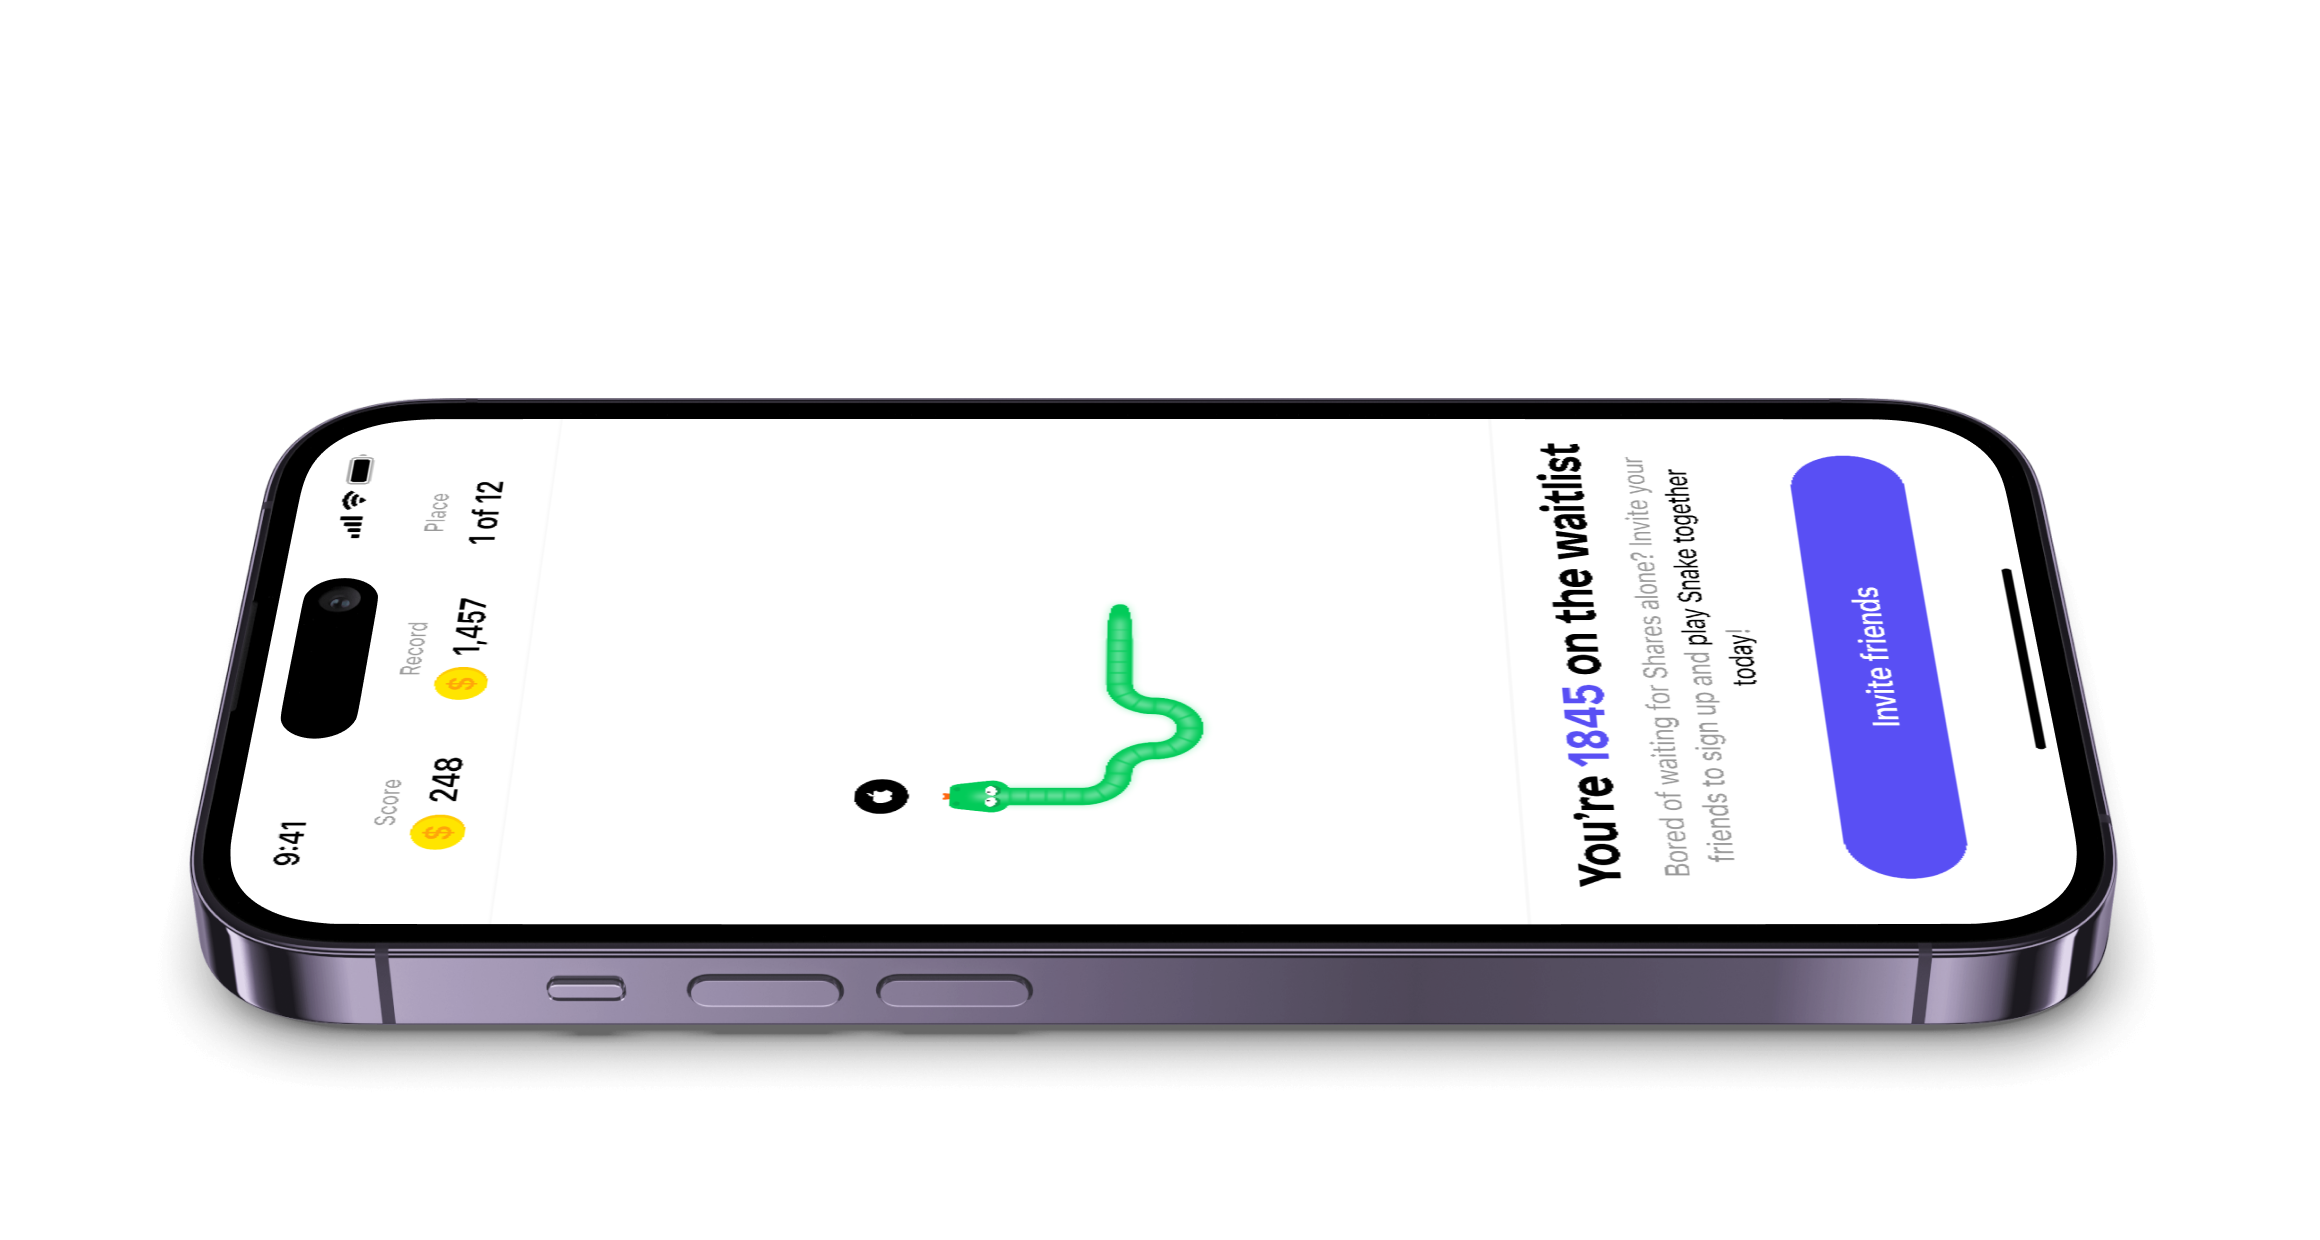 9:41
Score
248
Record
1,457
Place
1 of 12
You're 1845 on the waitlist
Bored of waiting for Shares alone? Invite your
friends to sign up and play Snake together
today!
Invite friends